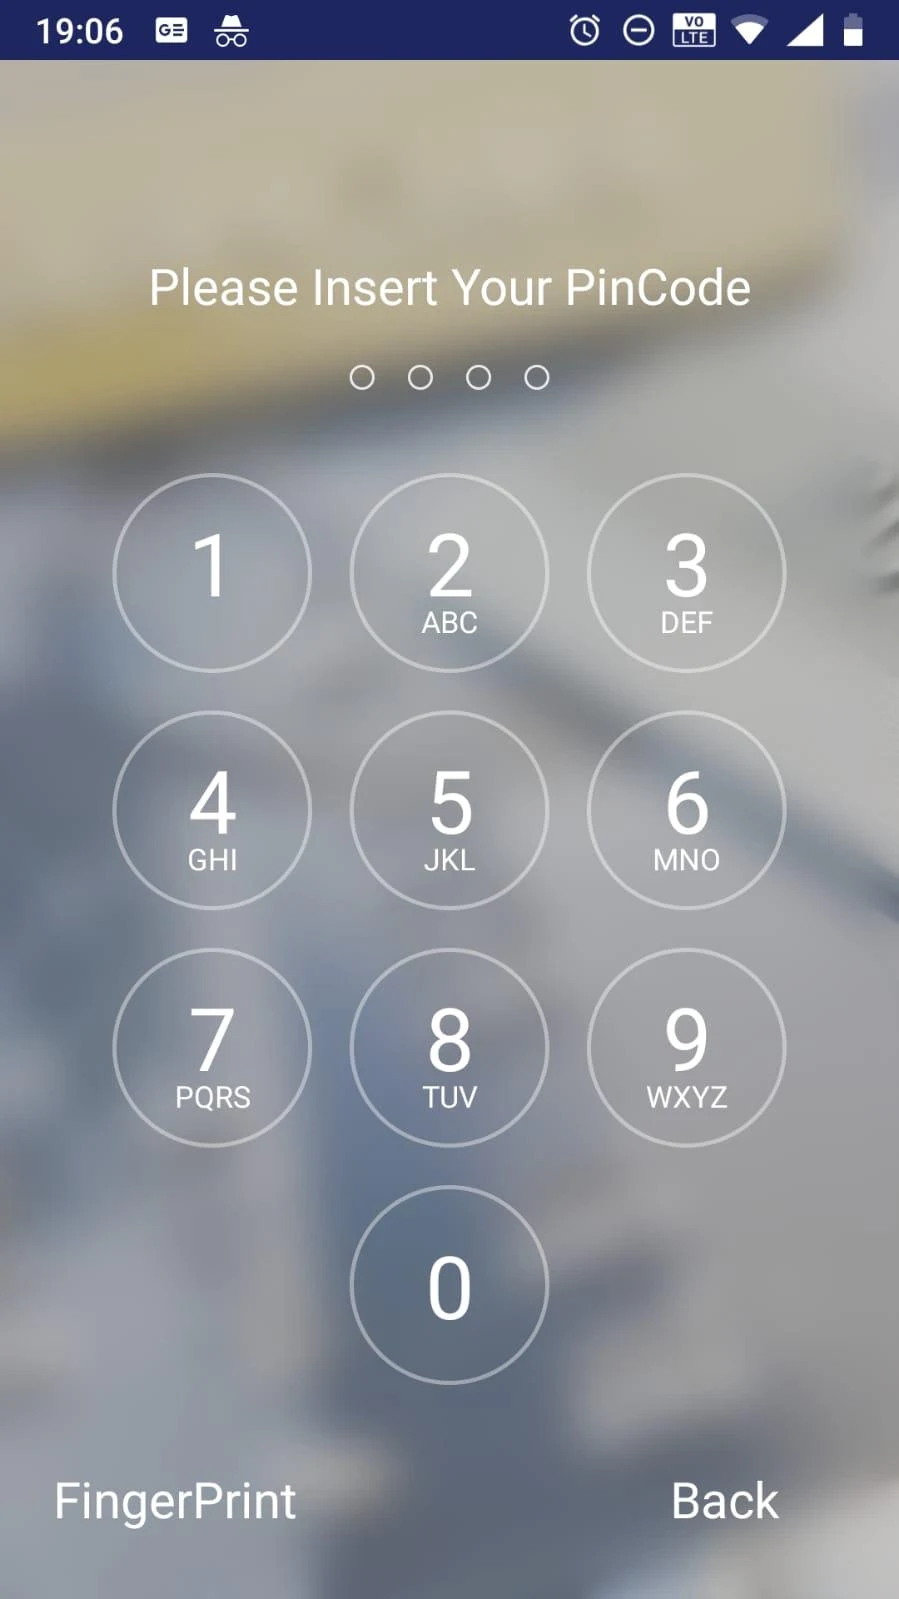 19:06 GE VO LTE
Please Insert Your PinCode
1 2 3
ABC DEF
4 5 6
GHI JKL MNO
7 8 9
PQRS TUV WXYZ
0
FingerPrint Back